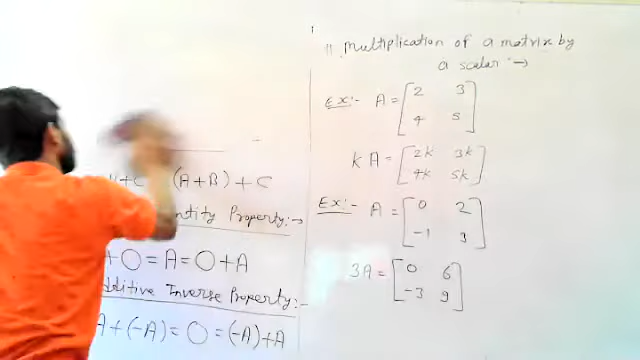 +C (A+B)+C
ntity Property:→
+O=A=O+A
dditive Inverse Property:-
A+(-A)=O=(-A)+A
11. Multiplication of a matrix by
a scalar :→
Ex:- A=[2 3
4 5]
KA=[2k 3k
4k 5k]
Ex:- A=[0 2
-1 3]
3A=[0 6
-3 9]